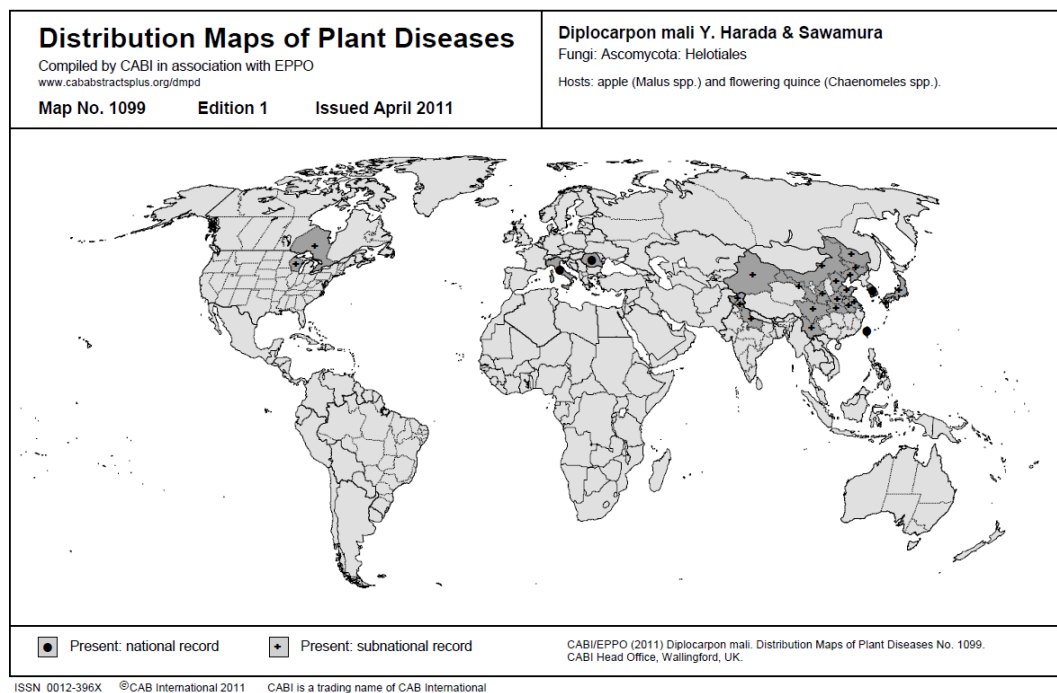 Distribution Maps of Plant Diseases
Compiled by CABI in association with EPPO
www.cababstractsplus.org/dmpd
Map No. 1099 Edition 1 Issued April 2011
Diplocarpon mali Y. Harada & Sawamura
Fungi: Ascomycota: Helotiales
Hosts: apple (Malus spp.) and flowering quince (Chaenomeles spp.).
Present: national record Present: subnational record
CABI/EPPO (2011) Diplocarpon mali. Distribution Maps of Plant Diseases No. 1099.
CABI Head Office, Wallingford, UK.
ISSN 0012-396X ©CAB International 2011 CABI is a trading name of CAB International